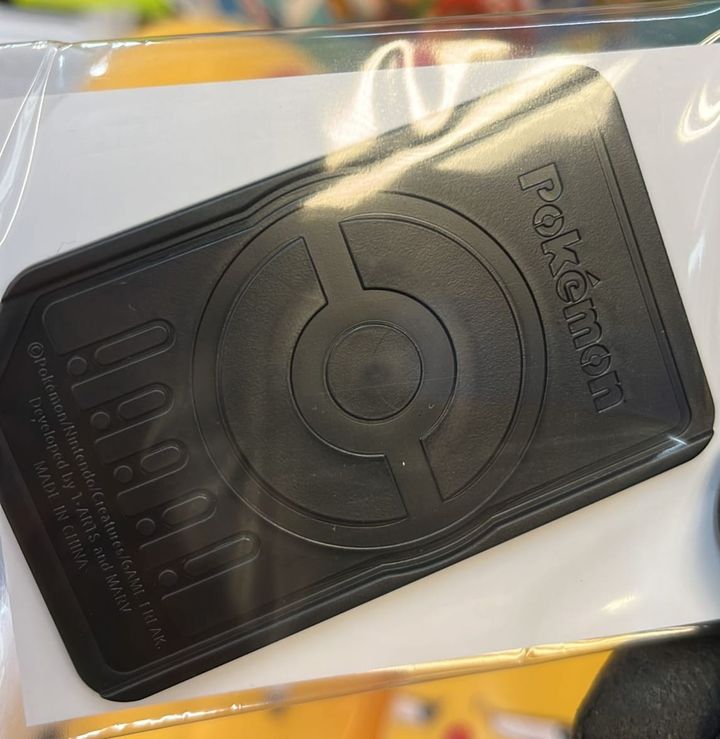 Pokémon
©Pokémon/Nintendo/Creatures/GAME FREAK.
Developed by T-ARTS and MARV
MADE IN CHINA